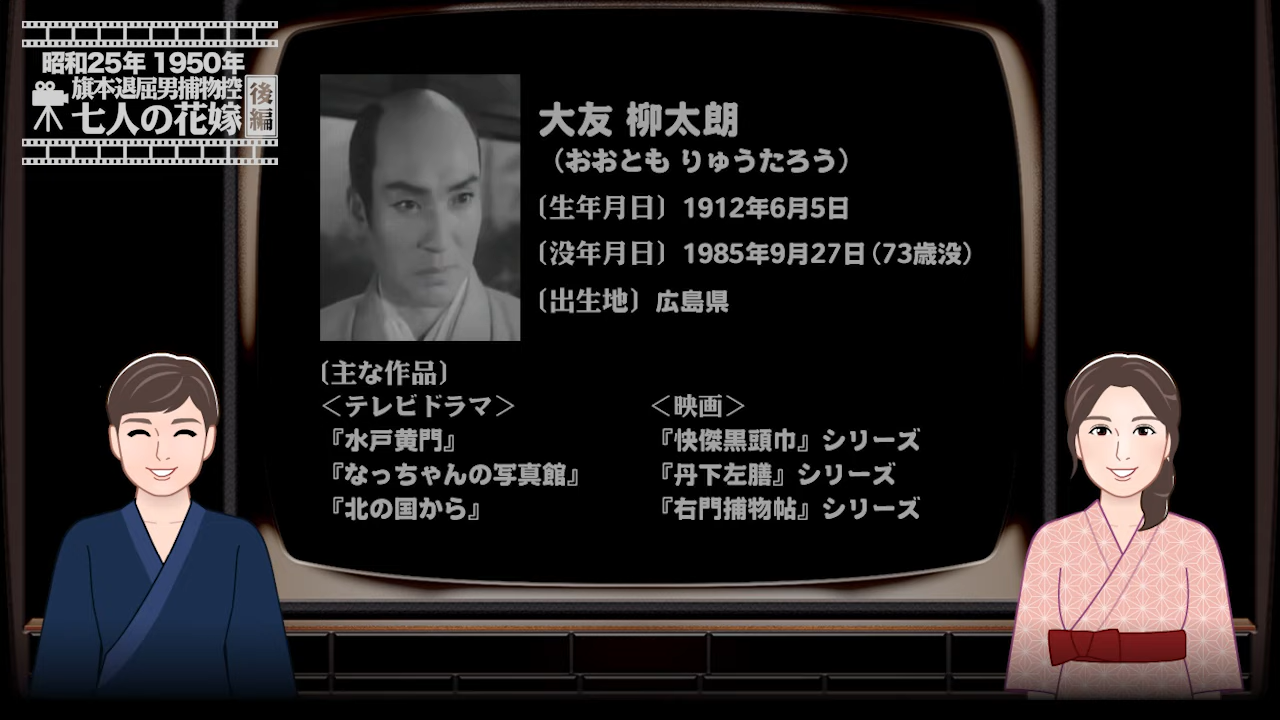 昭和25年 1950年
旗本退屈男捕物控
七人の花嫁
後編
大友 柳太朗
（おおとも りゅうたろう）
〔生年月日〕 1912年6月5日
〔没年月日〕 1985年9月27日（73歳没）
〔出生地〕 広島県
〔主な作品〕
＜テレビドラマ＞
『水戸黄門』
『なっちゃんの写真館』
『北の国から』
＜映画＞
『快傑黒頭巾』シリーズ
『丹下左膳』シリーズ
『右門捕物帖』シリーズ